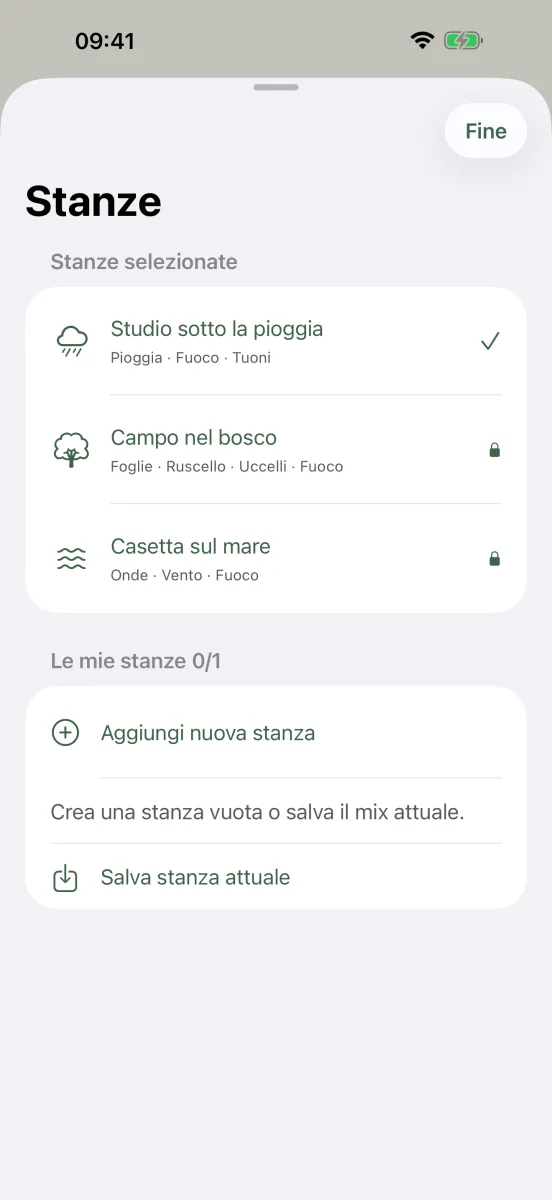 09:41
Fine
Stanze
Stanze selezionate
Studio sotto la pioggia
Pioggia · Fuoco · Tuoni
Campo nel bosco
Foglie · Ruscello · Uccelli · Fuoco
Casetta sul mare
Onde · Vento · Fuoco
Le mie stanze 0/1
Aggiungi nuova stanza
Crea una stanza vuota o salva il mix attuale.
Salva stanza attuale